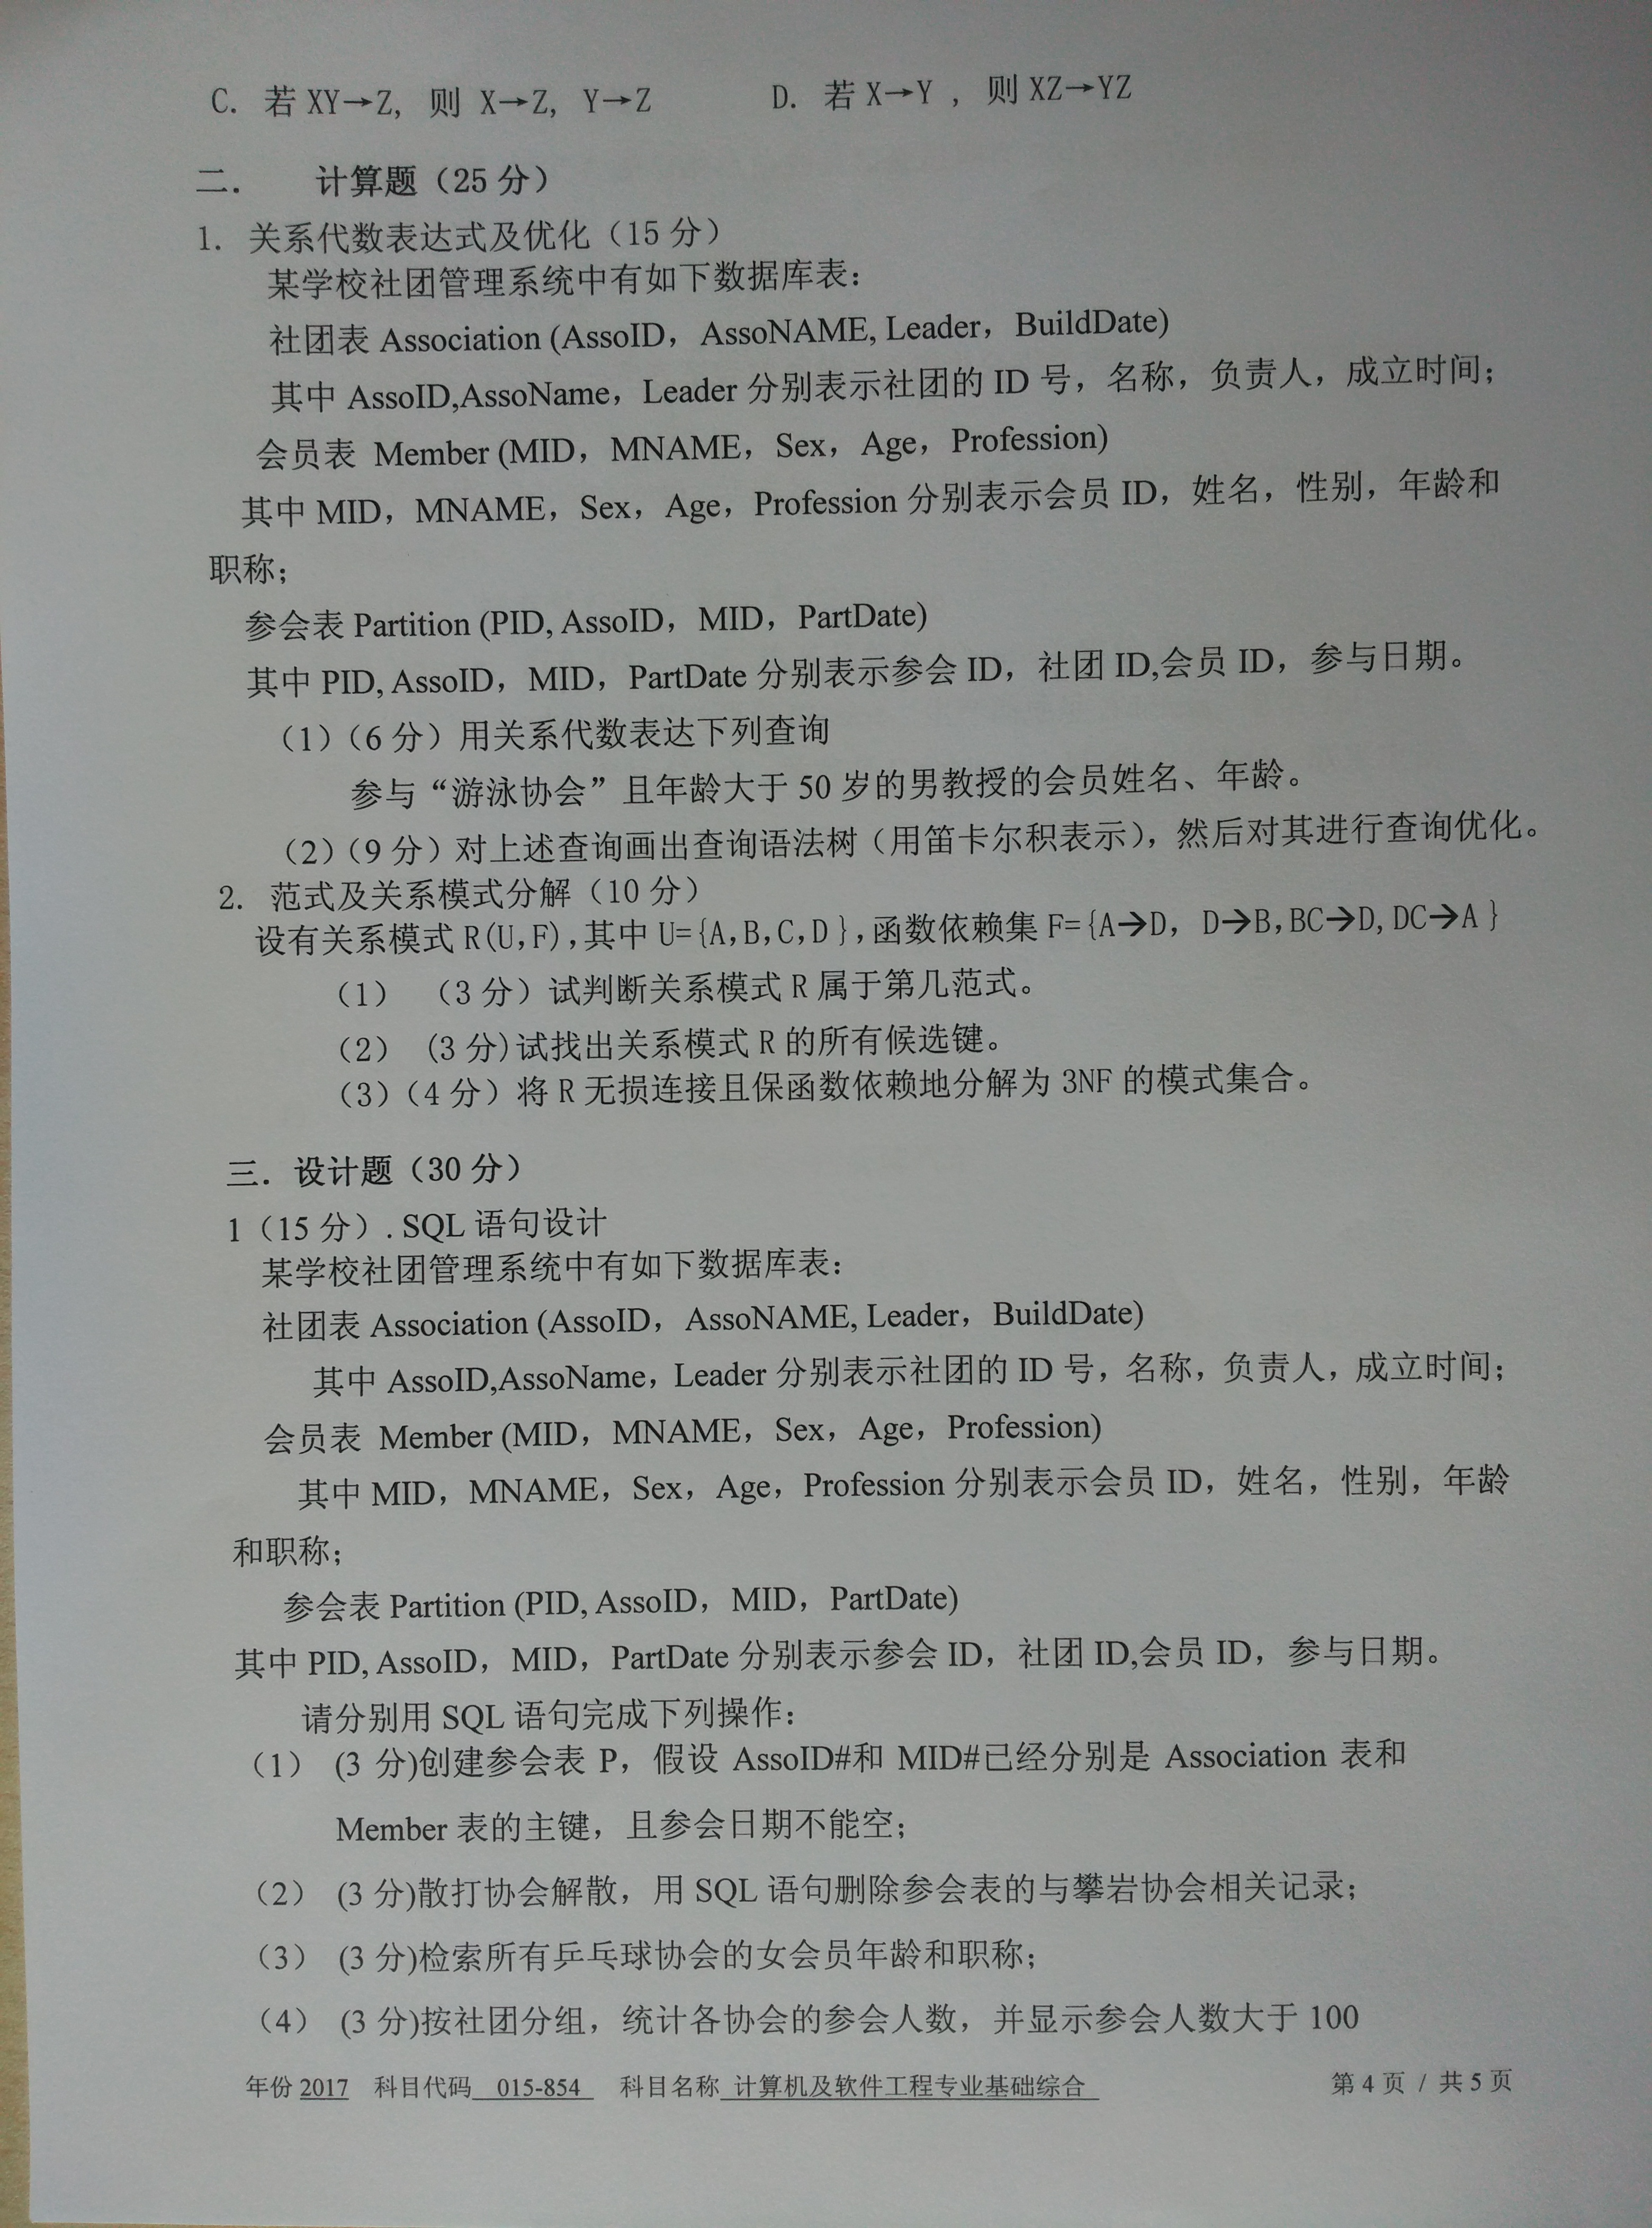 C. 若 XY→Z, 则 X→Z, Y→Z D. 若 X→Y , 则 XZ→YZ
二. 计算题（25 分）
1. 关系代数表达式及优化（15 分）
某学校社团管理系统中有如下数据库表：
社团表 Association (AssoID，AssoNAME, Leader，BuildDate)
其中 AssoID,AssoName，Leader 分别表示社团的 ID 号，名称，负责人，成立时间；
会员表 Member (MID，MNAME，Sex，Age，Profession)
其中 MID，MNAME，Sex，Age，Profession 分别表示会员 ID，姓名，性别，年龄和
职称；
参会表 Partition (PID, AssoID，MID，PartDate)
其中 PID, AssoID，MID，PartDate 分别表示参会 ID，社团 ID,会员 ID，参与日期。
（1）（6 分）用关系代数表达下列查询
参与“游泳协会”且年龄大于 50 岁的男教授的会员姓名、年龄。
（2）（9 分）对上述查询画出查询语法树（用笛卡尔积表示），然后对其进行查询优化。
2. 范式及关系模式分解（10 分）
设有关系模式 R(U,F),其中 U={A,B,C,D },函数依赖集 F={A→D， D→B,BC→D, DC→A }
（1） （3 分）试判断关系模式 R 属于第几范式。
（2） (3 分)试找出关系模式 R 的所有候选键。
（3）（4 分）将 R 无损连接且保函数依赖地分解为 3NF 的模式集合。
三. 设计题（30 分）
1（15 分）. SQL 语句设计
某学校社团管理系统中有如下数据库表：
社团表 Association (AssoID，AssoNAME, Leader，BuildDate)
其中 AssoID,AssoName，Leader 分别表示社团的 ID 号，名称，负责人，成立时间；
会员表 Member (MID，MNAME，Sex，Age，Profession)
其中 MID，MNAME，Sex，Age，Profession 分别表示会员 ID，姓名，性别，年龄
和职称；
参会表 Partition (PID, AssoID，MID，PartDate)
其中 PID, AssoID，MID，PartDate 分别表示参会 ID，社团 ID,会员 ID，参与日期。
请分别用 SQL 语句完成下列操作：
（1） (3 分)创建参会表 P，假设 AssoID#和 MID#已经分别是 Association 表和
Member 表的主键，且参会日期不能空；
（2） (3 分)散打协会解散，用 SQL 语句删除参会表的与攀岩协会相关记录；
（3） (3 分)检索所有乒乓球协会的女会员年龄和职称；
（4） (3 分)按社团分组，统计各协会的参会人数，并显示参会人数大于 100
年份 2017 科目代码 015-854 科目名称 计算机及软件工程专业基础综合 第 4 页 / 共 5 页